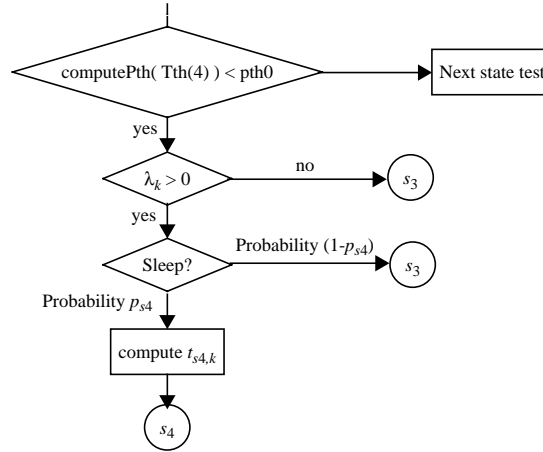 computePth( Tth(4) ) < pth0
Next state test
yes
λk > 0
no
s3
yes
Sleep?
Probability (1-ps4)
s3
Probability ps4
compute ts4,k
s4